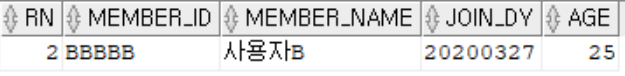 RN MEMBER_ID MEMBER_NAME JOIN_DY AGE
2 BBBBB 사용자B 20200327 25